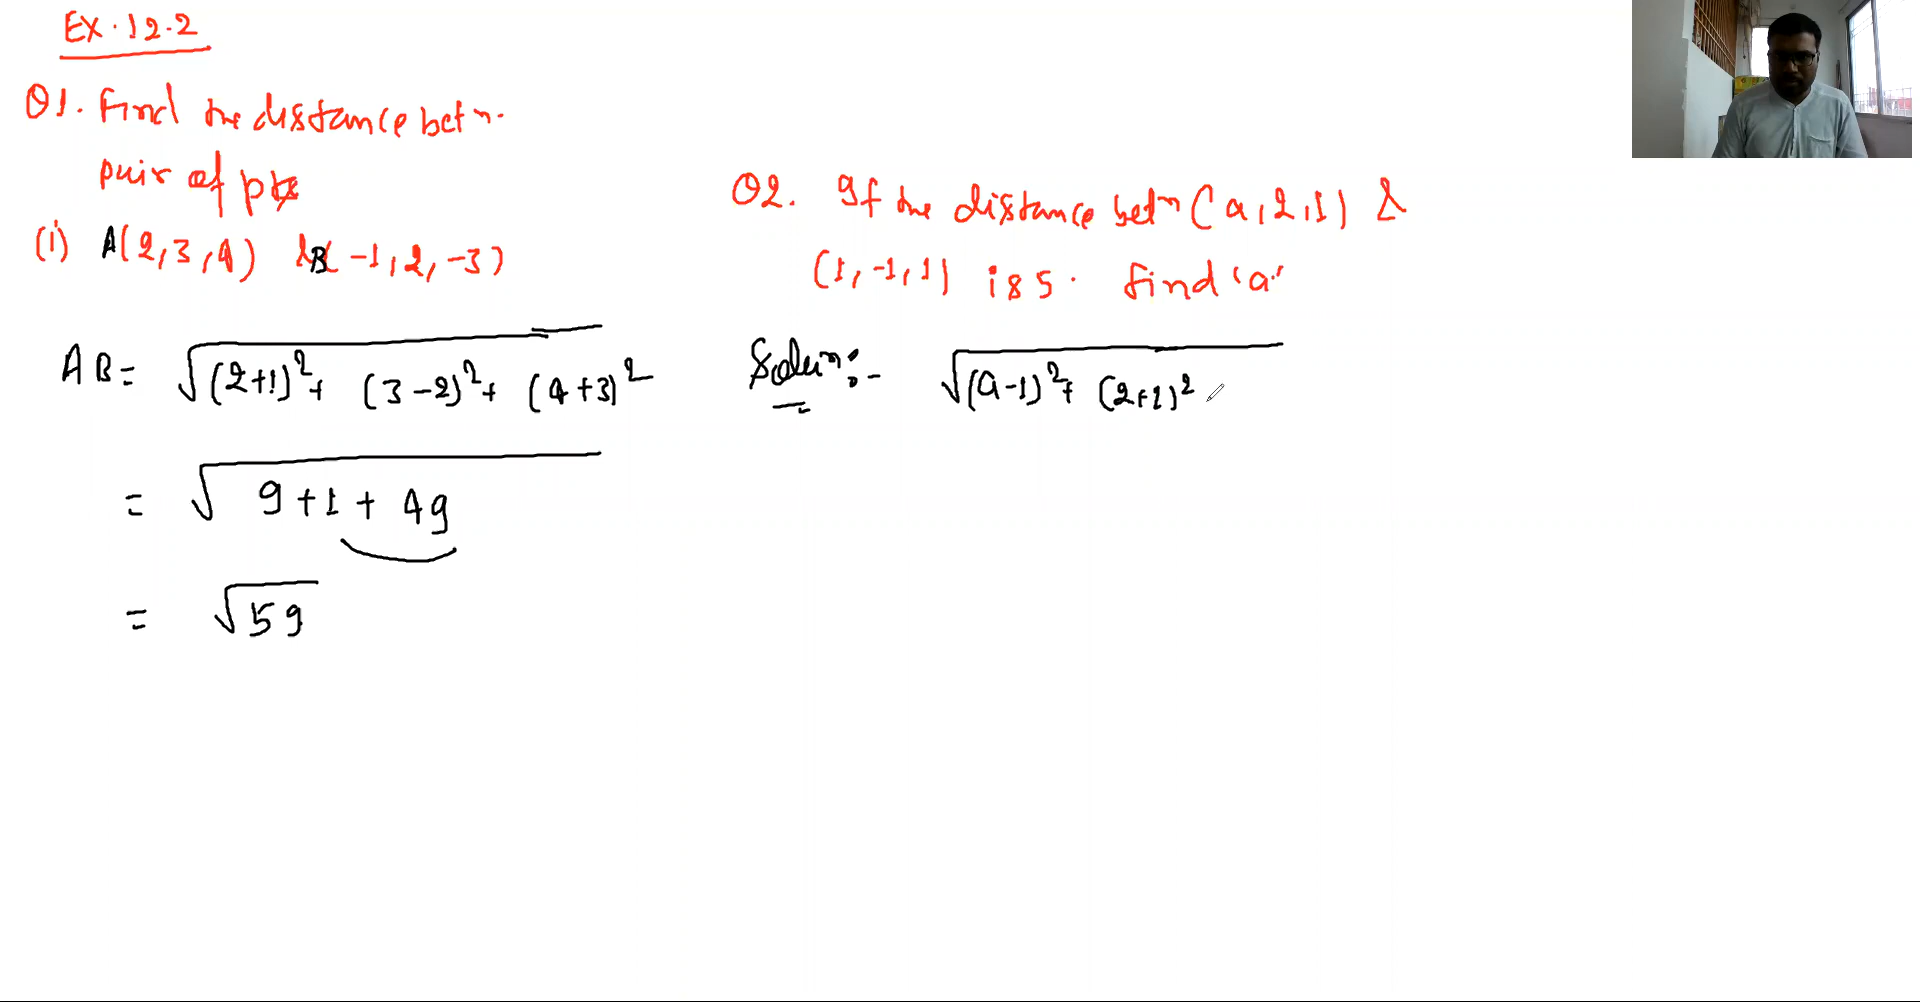 Ex. 12.2
Q1. Find the distance betn.
pair of pts
(i) A(2,3,4) & B(-1,2,-3)
AB = √(2+1)²+ (3-2)²+ (4+3)²
= √9+1+ 49
= √59
Q2. If the distance betn (a,2,1) &
(1,-1,1) is 5. Find 'a'
Solun:-
√(a-1)²+ (2+1)²